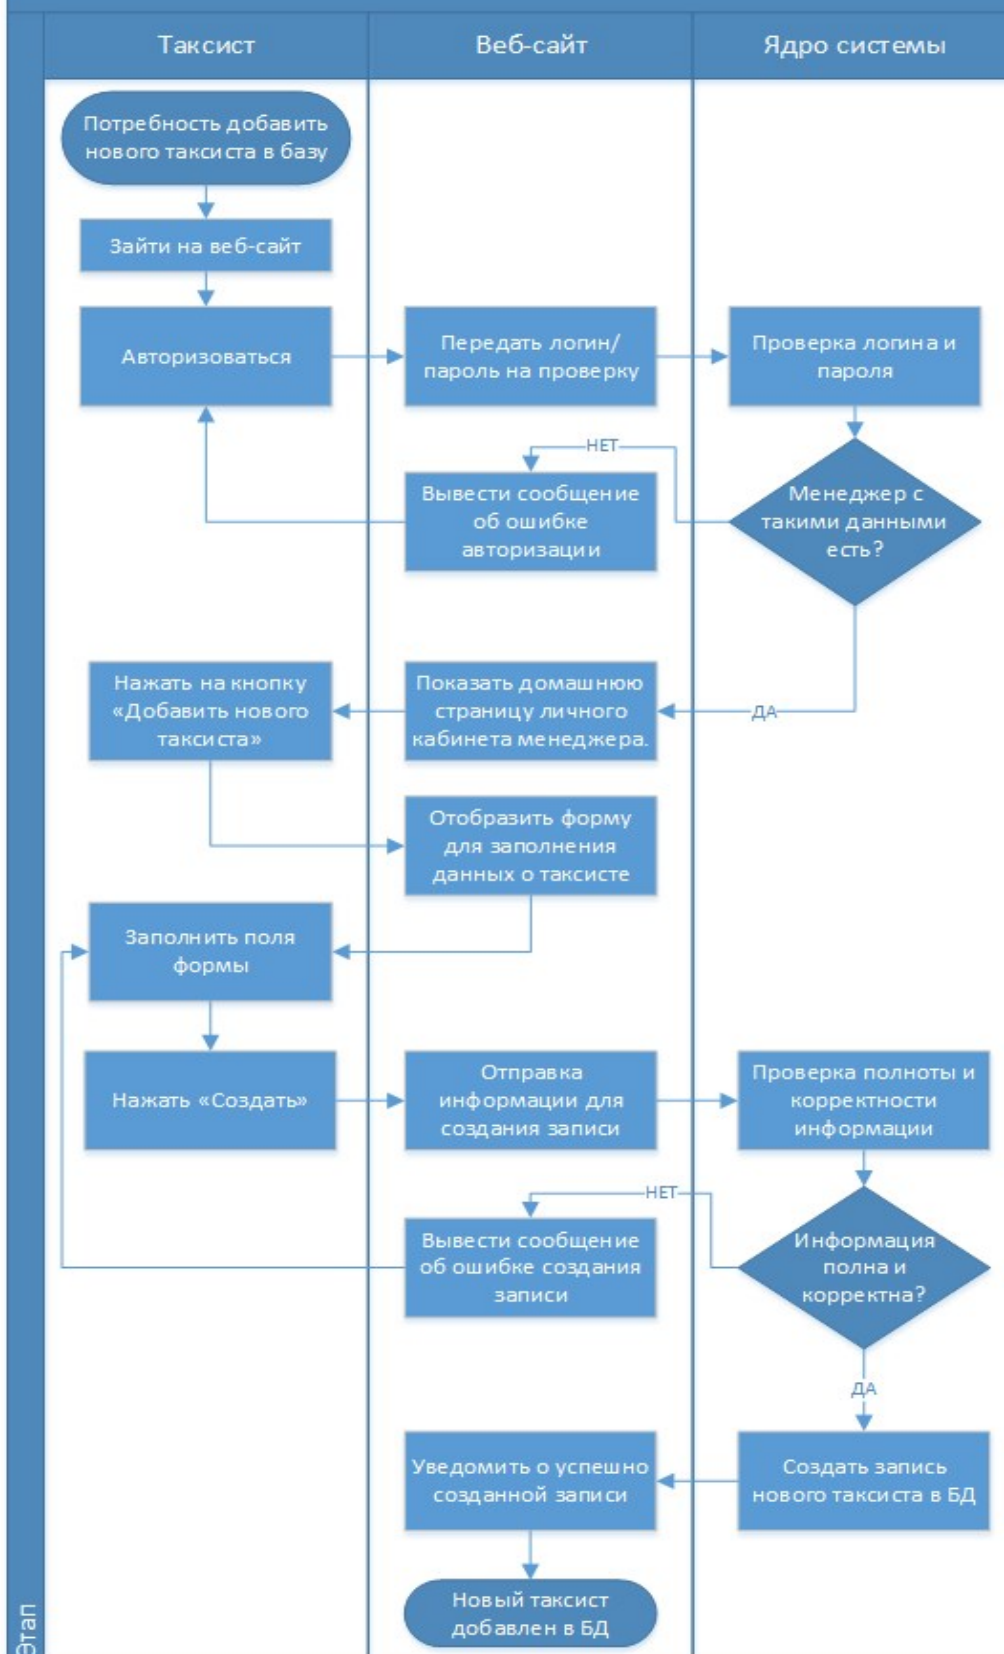 Таксист
Веб-сайт
Ядро системы
Потребность добавить
нового таксиста в базу
Зайти на веб-сайт
Авторизоваться
Передать логин/
пароль на проверку
Проверка логина и
пароля
НЕТ
Менеджер с
такими данными
есть?
Вывести сообщение
об ошибке
авторизации
Нажать на кнопку
«Добавить нового
таксиста»
Показать домашнюю
страницу личного
кабинета менеджера.
ДА
Отобразить форму
для заполнения
данных о таксисте
Заполнить поля
формы
Нажать «Создать»
Отправка
информации для
создания записи
Проверка полноты и
корректности
информации
НЕТ
Вывести сообщение
об ошибке создания
записи
Информация
полна и
корректна?
ДА
Уведомить о успешно
созданной записи
Создать запись
нового таксиста в БД
Новый таксист
добавлен в БД
Этап